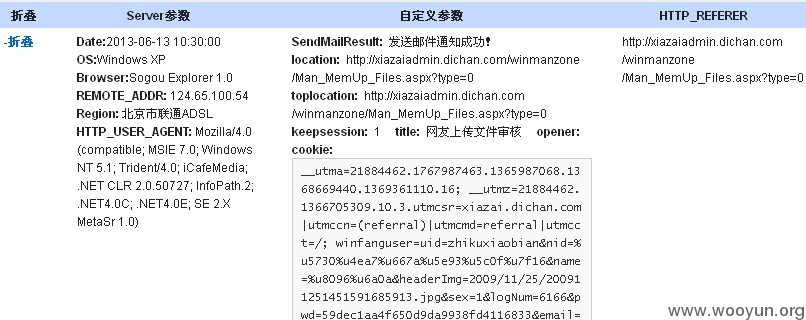 折叠 Server参数 自定义参数 HTTP_REFERER
-折叠
Date:2013-06-13 10:30:00
OS:Windows XP
Browser:Sogou Explorer 1.0
REMOTE_ADDR: 124.65.100.54
Region: 北京市联通ADSL
HTTP_USER_AGENT: Mozilla/4.0
(compatible; MSIE 7.0; Windows
NT 5.1; Trident/4.0; iCafeMedia;
.NET CLR 2.0.50727; InfoPath.2;
.NET4.0C; .NET4.0E; SE 2.X
MetaSr 1.0)
SendMailResult: 发送邮件通知成功!
location: http://xiazaiadmin.dichan.com/winmanzone
/Man_MemUp_Files.aspx?type=0
toplocation: http://xiazaiadmin.dichan.com
/winmanzone/Man_MemUp_Files.aspx?type=0
keepsession: 1 title: 网友上传文件审核 opener:
cookie:
__utma=21884462.1767987463.1365987068.13
68669440.1369361110.16; __utmz=21884462.
1366705309.10.3.utmcsr=xiazai.dichan.com
|utmccn=(referral)|utmcmd=referral|utmcc
t=/; winfanguser=uid=zhikuxiaobian&nid=%
u5730%u4ea7%u667a%u5e93%u5c0f%u7f16&name
=%u8096%u6a0a&headerImg=2009/11/25/20091
1251451591685913.jpg&sex=1&logNum=6166&p
wd=59dec1aa4f650d9da9938fd4116833&email=
http://xiazaiadmin.dichan.com
/winmanzone
/Man_MemUp_Files.aspx?type=0
www.wooyun.org